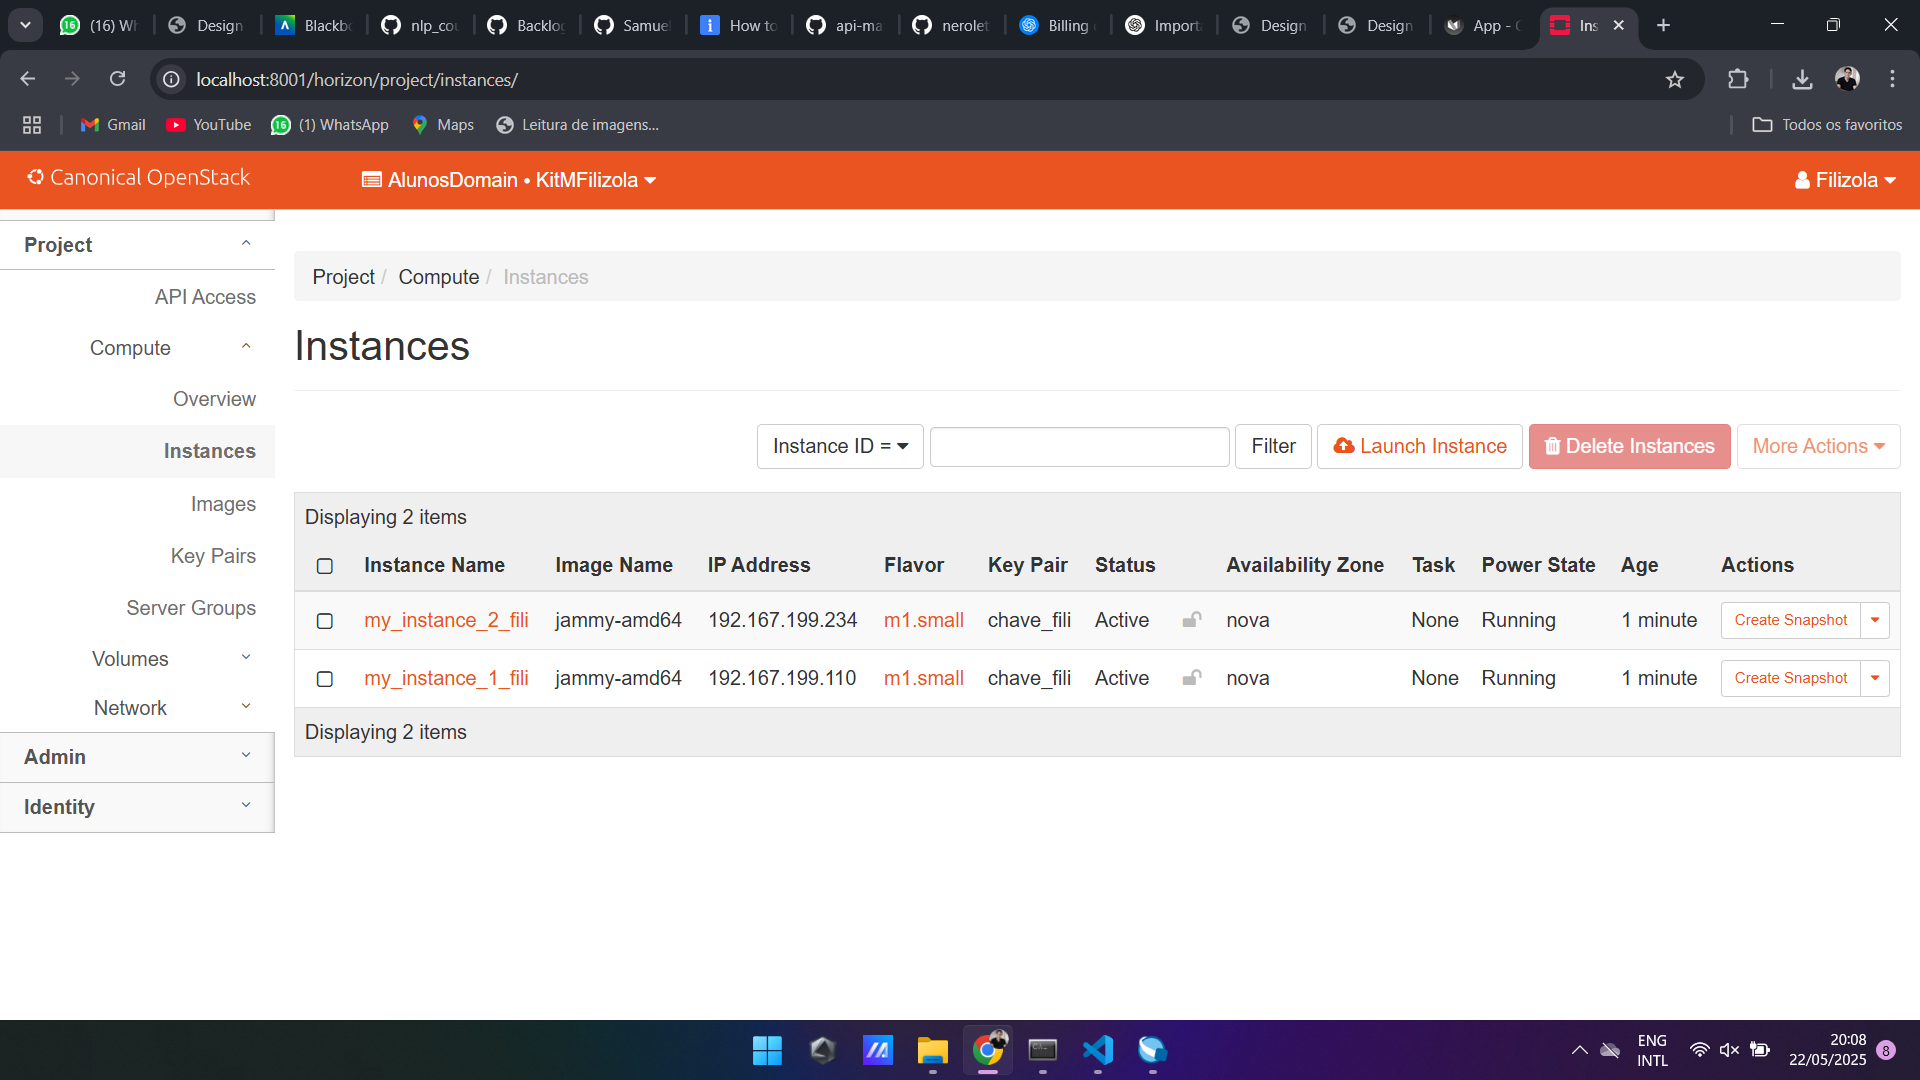 (16) Wh
Design
Blackbo
nlp_cou
Backlog
Samuel
How to
api-ma
nerolet
Billing
Importa
Design
Design
App - 
Ins
localhost:8001/horizon/project/instances/
Gmail
YouTube
(1) WhatsApp
Maps
Leitura de imagens...
Todos os favoritos
Canonical OpenStack
AlunosDomain • KitMFilizola
Filizola
Project
API Access
Compute
Overview
Instances
Images
Key Pairs
Server Groups
Volumes
Network
Admin
Identity
Project / Compute / Instances
Instances
Instance ID =
Filter
Launch Instance
Delete Instances
More Actions
Displaying 2 items
Instance Name Image Name IP Address Flavor Key Pair Status Availability Zone Task Power State Age Actions
my_instance_2_fili jammy-amd64 192.167.199.234 m1.small chave_fili Active nova None Running 1 minute Create Snapshot
my_instance_1_fili jammy-amd64 192.167.199.110 m1.small chave_fili Active nova None Running 1 minute Create Snapshot
Displaying 2 items
ENG
INTL
20:08
22/05/2025
8